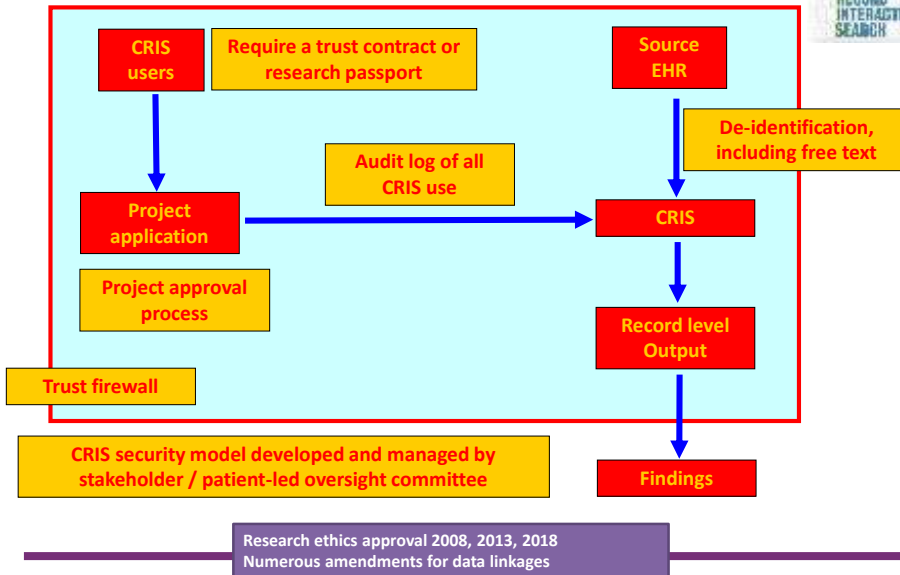 RECORD
INTERACTI
SEARCH
CRIS
users
Require a trust contract or
research passport
Source
EHR
De-identification,
including free text
Audit log of all
CRIS use
Project
application
CRIS
Project approval
process
Record level
Output
Trust firewall
CRIS security model developed and managed by
stakeholder / patient-led oversight committee
Findings
Research ethics approval 2008, 2013, 2018
Numerous amendments for data linkages